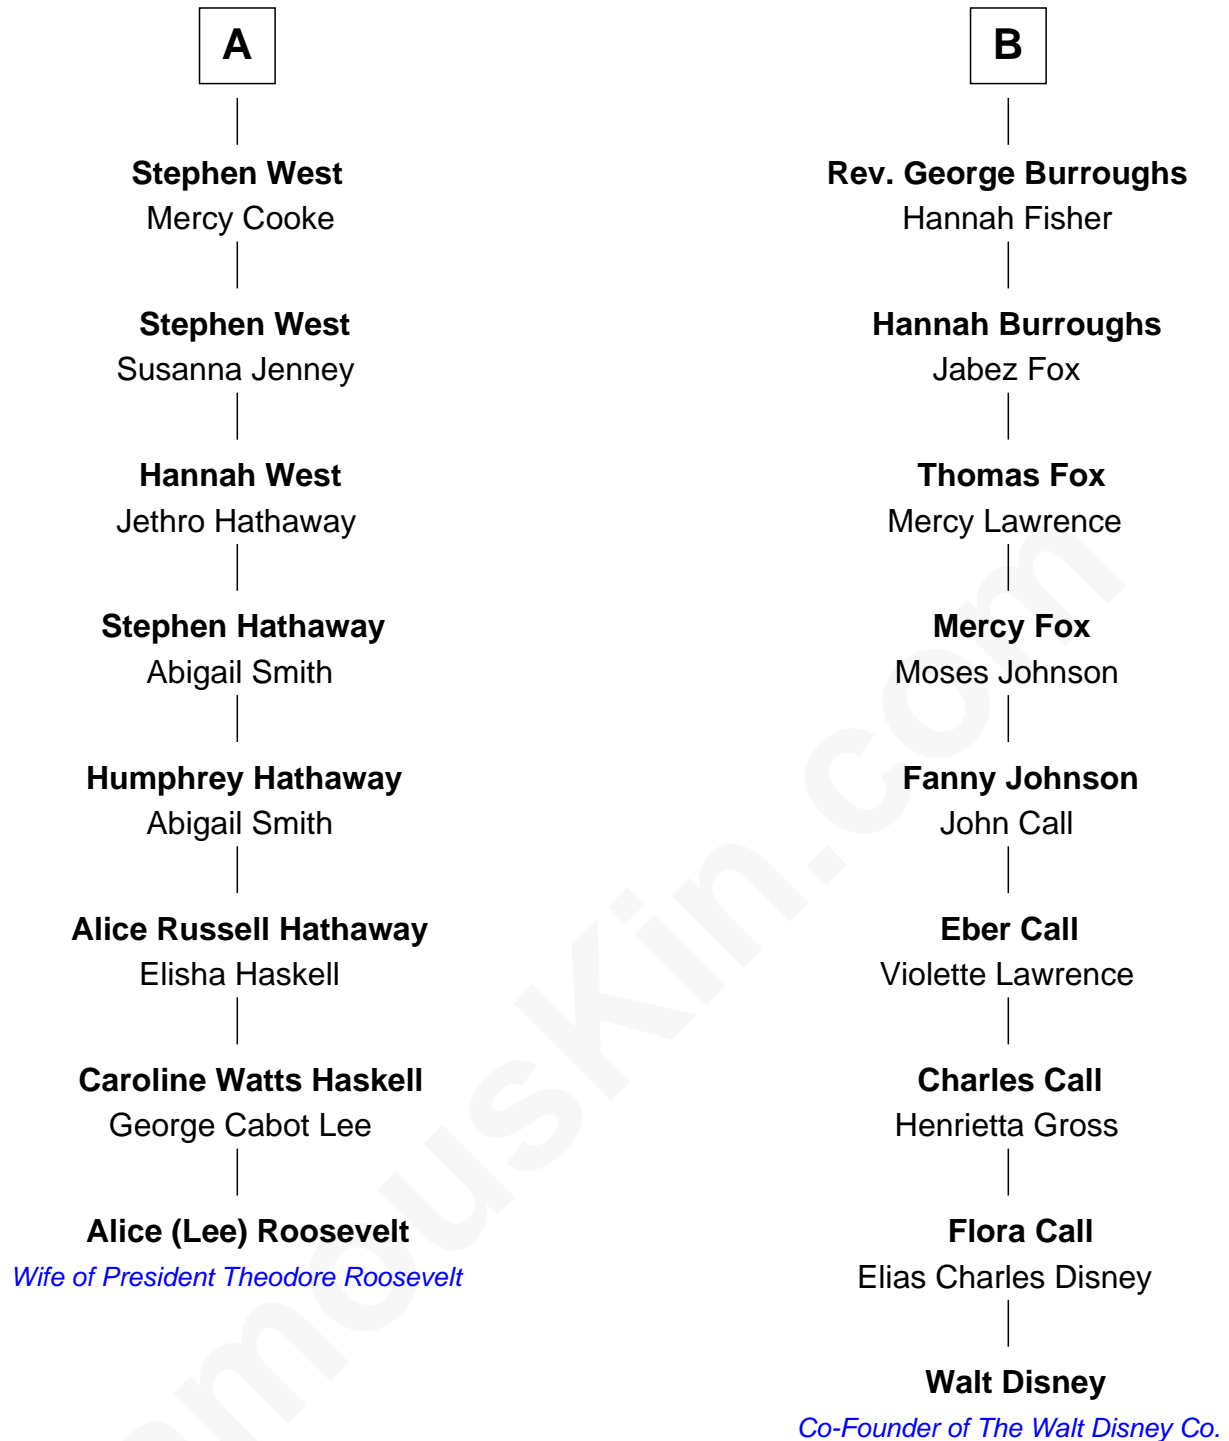 A
Stephen West
Mercy Cooke
Stephen West
Susanna Jenney
Hannah West
Jethro Hathaway
Stephen Hathaway
Abigail Smith
Humphrey Hathaway
Abigail Smith
Alice Russell Hathaway
Elisha Haskell
Caroline Watts Haskell
George Cabot Lee
Alice (Lee) Roosevelt
Wife of President Theodore Roosevelt
B
Rev. George Burroughs
Hannah Fisher
Hannah Burroughs
Jabez Fox
Thomas Fox
Mercy Lawrence
Mercy Fox
Moses Johnson
Fanny Johnson
John Call
Eber Call
Violette Lawrence
Charles Call
Henrietta Gross
Flora Call
Elias Charles Disney
Walt Disney
Co-Founder of The Walt Disney Co.
amouskin.com